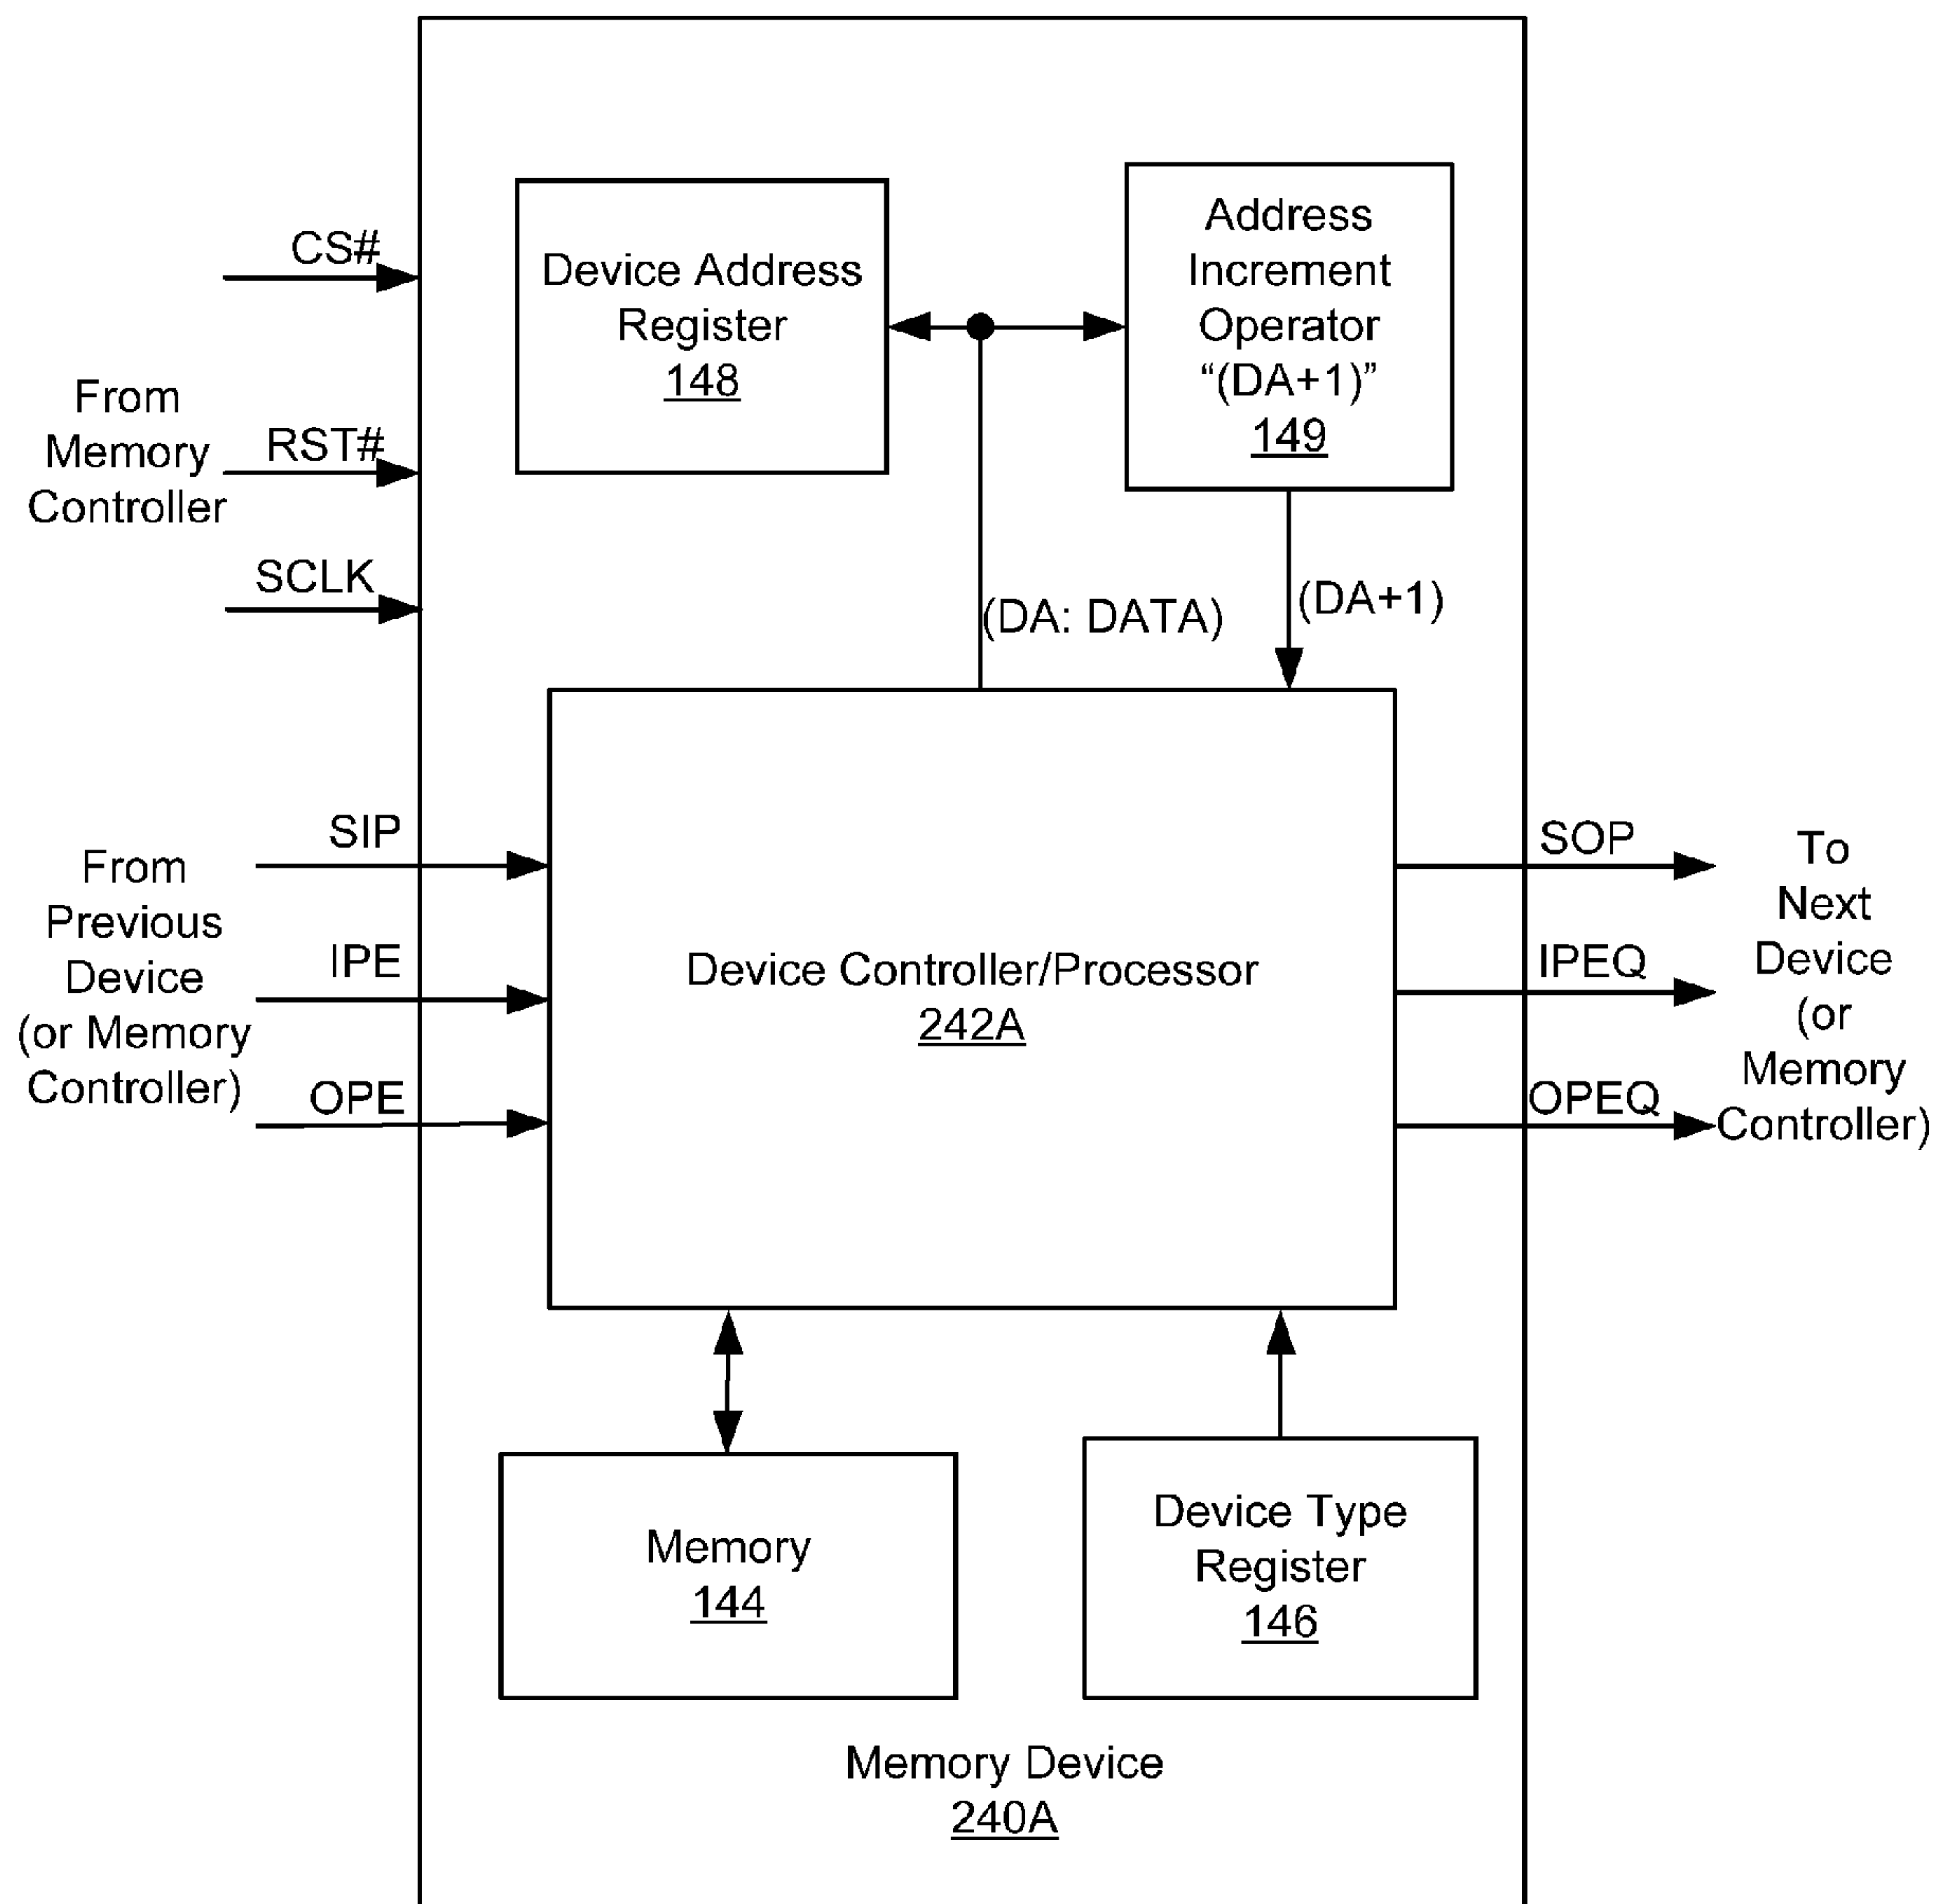 CS#
From
Memory
Controller
RST#
SCLK
Device Address
Register
148
Address
Increment
Operator
“(DA+1)”
149
(DA: DATA)
(DA+1)
SIP
IPE
OPE
From
Previous
Device
(or Memory
Controller)
Device Controller/Processor
242A
SOP
IPEQ
OPEQ
To
Next
Device
(or
Memory
Controller)
Memory
144
Device Type
Register
146
Memory Device
240A